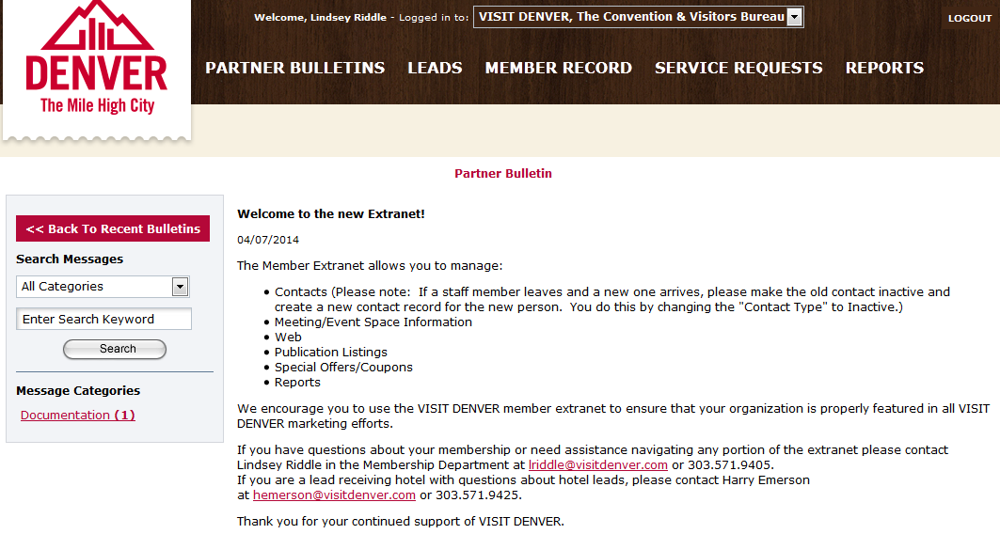 Welcome, Lindsey Riddle - Logged in to: VISIT DENVER, The Convention & Visitors Bureau
LOGOUT
DENVER
The Mile High City
PARTNER BULLETINS LEADS MEMBER RECORD SERVICE REQUESTS REPORTS
Partner Bulletin
<< Back To Recent Bulletins
Search Messages
All Categories
Enter Search Keyword
Search
Message Categories
Documentation (1)
Welcome to the new Extranet!
04/07/2014
The Member Extranet allows you to manage:
• Contacts (Please note:  If a staff member leaves and a new one arrives, please make the old contact inactive and
create a new contact record for the new person.  You do this by changing the "Contact Type" to Inactive.)
• Meeting/Event Space Information
• Web
• Publication Listings
• Special Offers/Coupons
• Reports
We encourage you to use the VISIT DENVER member extranet to ensure that your organization is properly featured in all VISIT
DENVER marketing efforts.
If you have questions about your membership or need assistance navigating any portion of the extranet please contact
Lindsey Riddle in the Membership Department at lriddle@visitdenver.com or 303.571.9405.
If you are a lead receiving hotel with questions about hotel leads, please contact Harry Emerson
at hemerson@visitdenver.com or 303.571.9425.
Thank you for your continued support of VISIT DENVER.